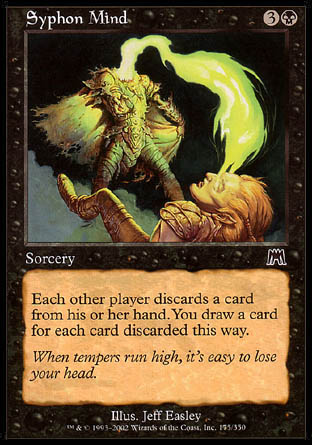 Syphon Mind 3
Sorcery
Each other player discards a card
from his or her hand. You draw a card
for each card discarded this way.
When tempers run high, it's easy to lose
your head.
Illus. Jeff Easley
™ & © 1993-2002 Wizards of the Coast, Inc. 175/350